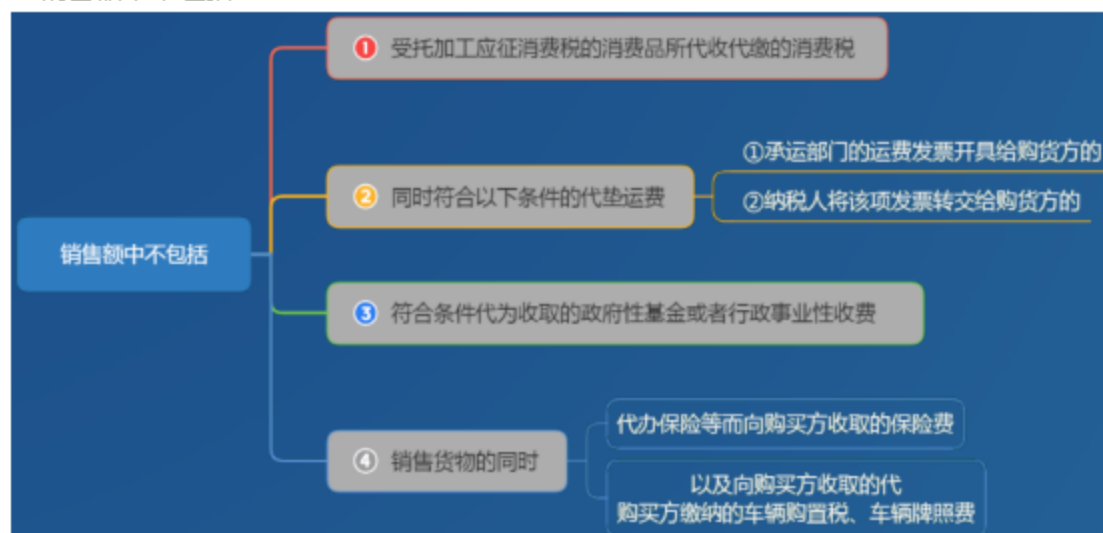 销售额中不包括
① 受托加工应征消费税的消费品所代收代缴的消费税
② 同时符合以下条件的代垫运费
①承运部门的运费发票开具给购货方的
②纳税人将该项发票转交给购货方的
③ 符合条件代为收取的政府性基金或者行政事业性收费
④ 销售货物的同时
代办保险等而向购买方收取的保险费
以及向购买方收取的代
购买方缴纳的车辆购置税、车辆牌照费